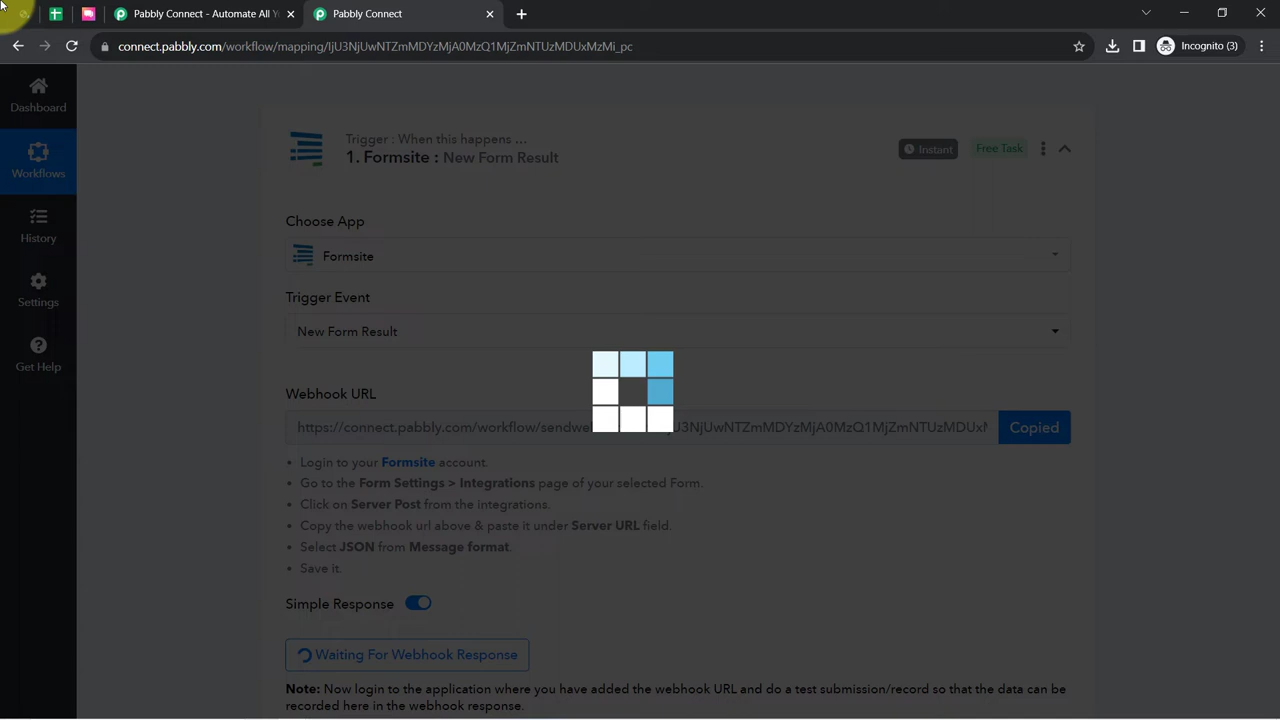 Pabbly Connect - Automate All Y
Pabbly Connect
connect.pabbly.com/workflow/mapping/IjU3NjUwNTZmMDYzMjA0MzQ1MjZmNTUzMDUxMzMi_pc
Incognito (3)
Dashboard
Workflows
History
Settings
Get Help
Trigger : When this happens ...
1. Formsite : New Form Result
Instant
Free Task
Choose App
Formsite
Trigger Event
New Form Result
Webhook URL
https://connect.pabbly.com/workflow/sendwe
Copied
Login to your Formsite account.
Go to the Form Settings > Integrations page of your selected Form.
Click on Server Post from the integrations.
Copy the webhook url above & paste it under Server URL field.
Select JSON from Message format.
Save it.
Simple Response
Waiting For Webhook Response
Note: Now login to the application where you have added the webhook URL and do a test submission/record so that the data can be
recorded here in the webhook response.